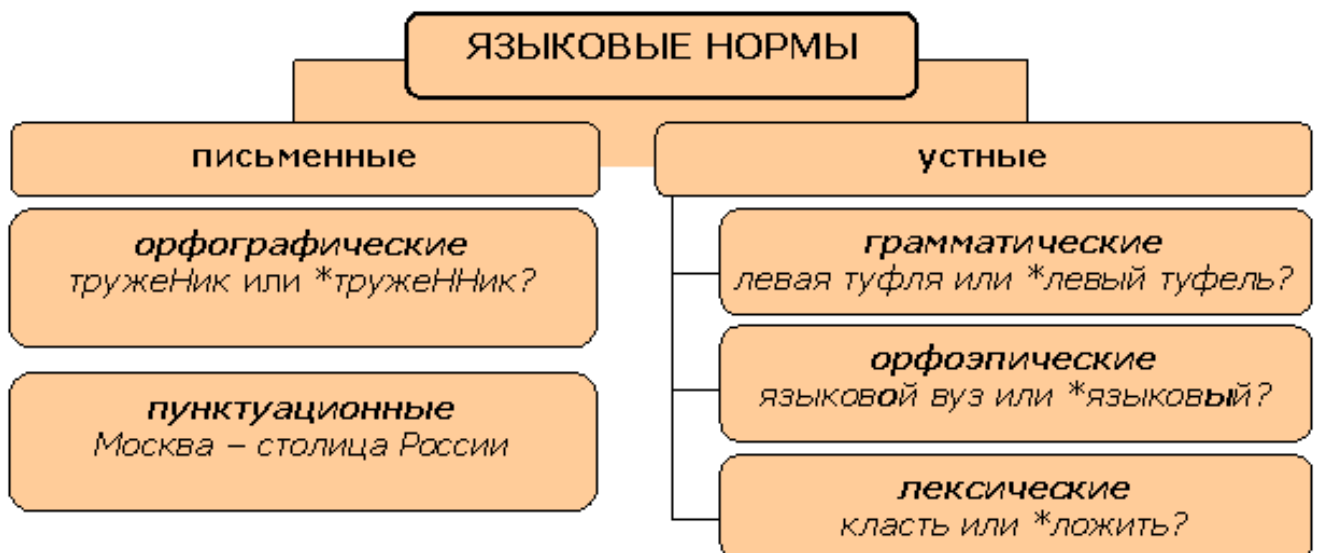 ЯЗЫКОВЫЕ НОРМЫ
письменные
орфографические
тружеНик или *тружеННик?
пунктуационные
Москва – столица России
устные
грамматические
левая туфля или *левый туфель?
орфоэпические
языковой вуз или *языковый?
лексические
класть или *ложить?